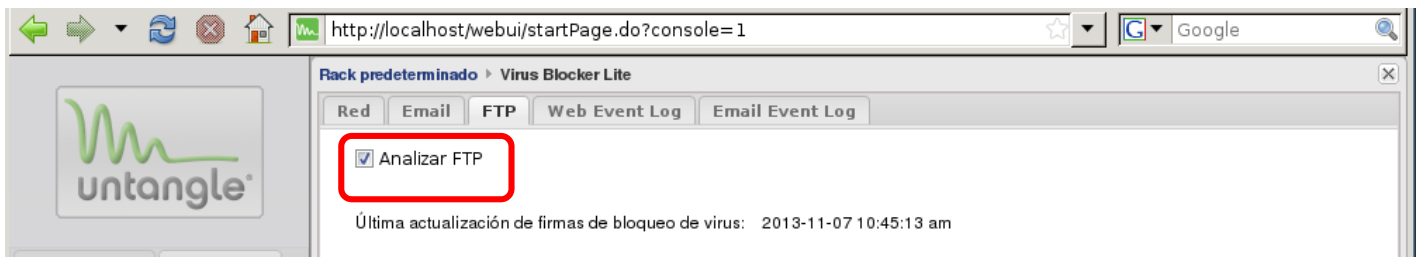 http://localhost/webui/startPage.do?console=1
Google
Rack predeterminado Virus Blocker Lite
Red Email FTP Web Event Log Email Event Log
Analizar FTP
untangle
Última actualización de firmas de bloqueo de virus: 2013-11-07 10:45:13 am